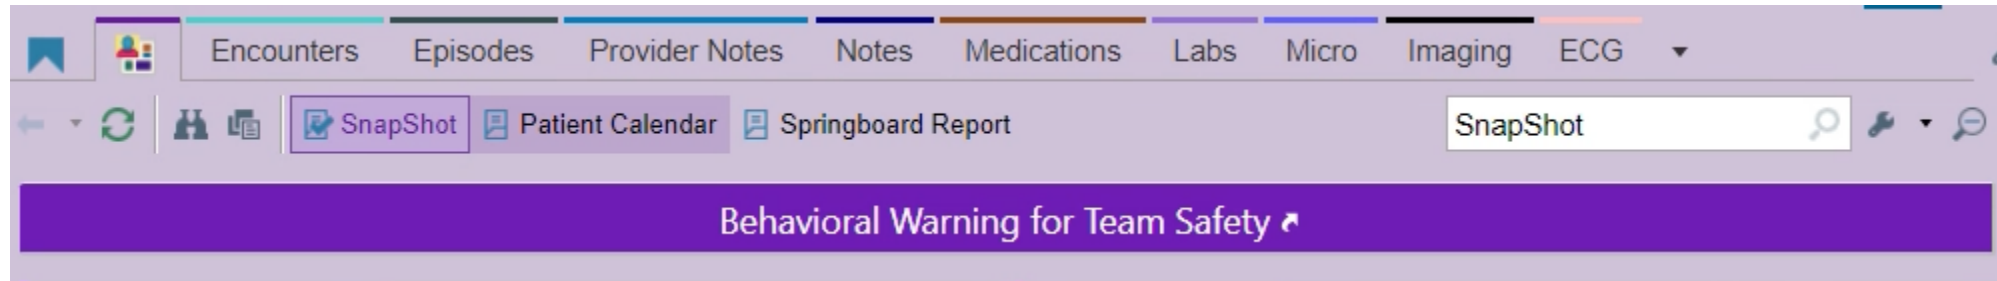 Encounters Episodes Provider Notes Notes Medications Labs Micro Imaging ECG
SnapShot Patient Calendar Springboard Report SnapShot
Behavioral Warning for Team Safety